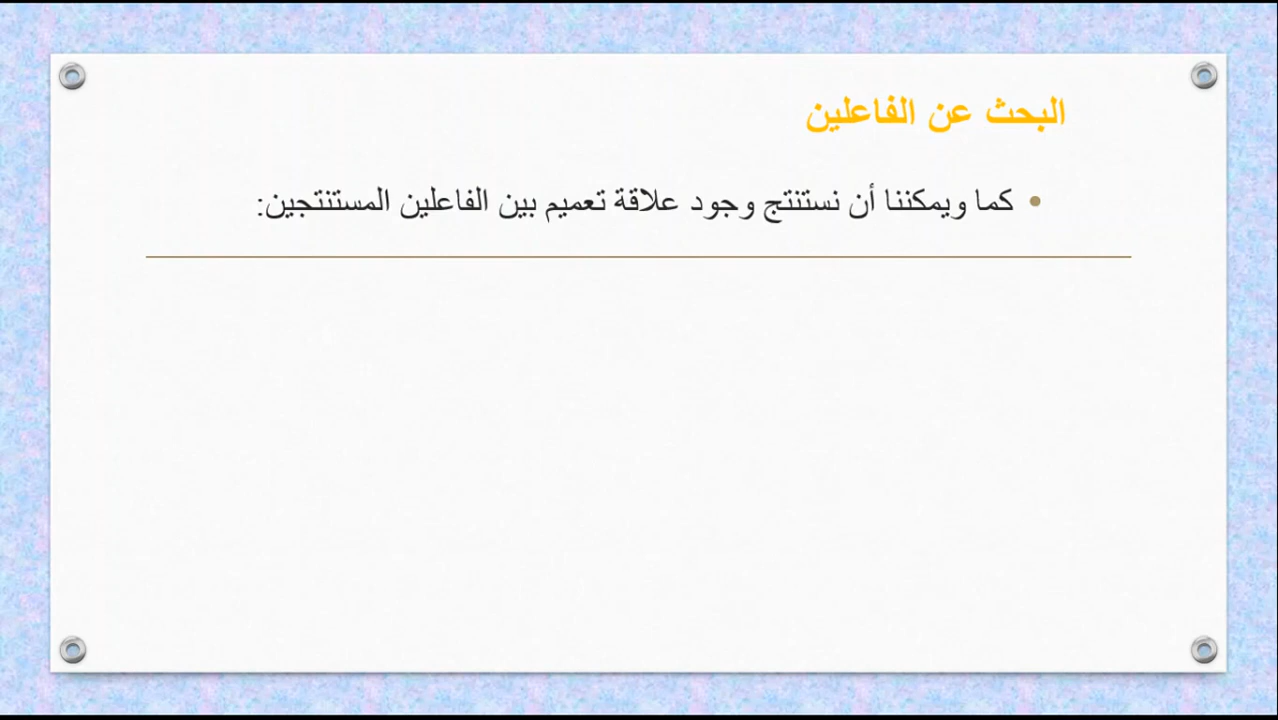 البحث عن الفاعلين
• كما ويمكننا أن نستنتج وجود علاقة تعميم بين الفاعلين المستنتجين: